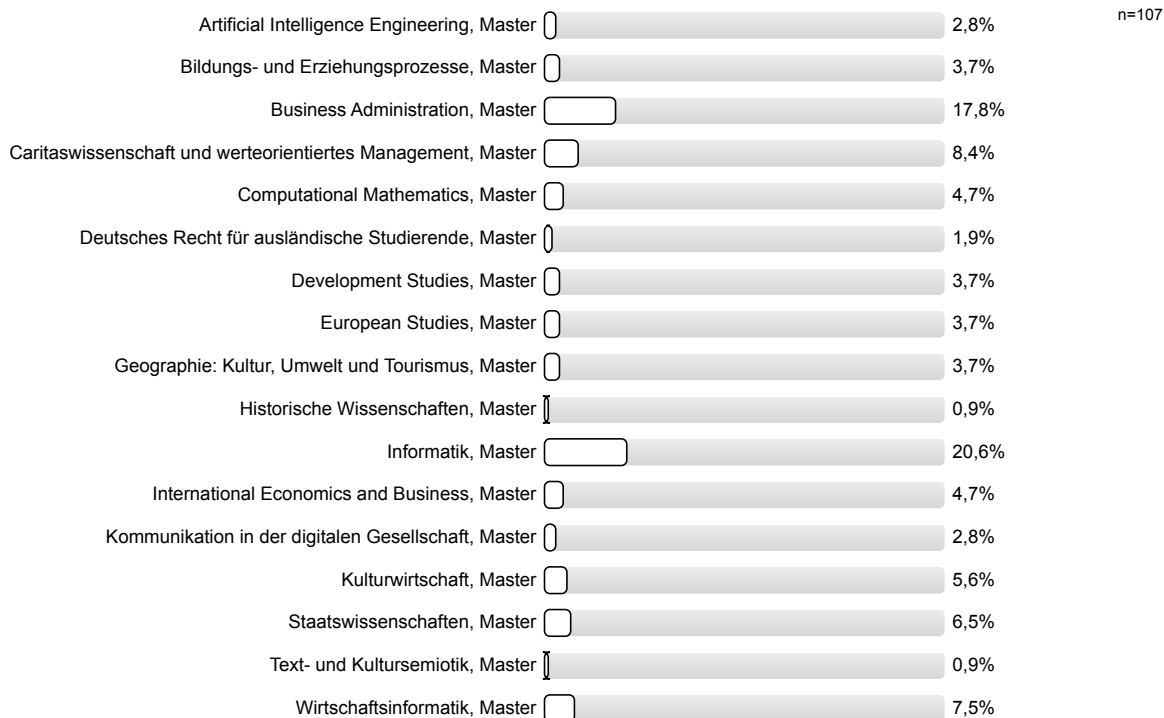 n=107
Artificial Intelligence Engineering, Master 2,8%
Bildungs- und Erziehungsprozesse, Master 3,7%
Business Administration, Master 17,8%
Caritaswissenschaft und werteorientiertes Management, Master 8,4%
Computational Mathematics, Master 4,7%
Deutsches Recht für ausländische Studierende, Master 1,9%
Development Studies, Master 3,7%
European Studies, Master 3,7%
Geographie: Kultur, Umwelt und Tourismus, Master 3,7%
Historische Wissenschaften, Master 0,9%
Informatik, Master 20,6%
International Economics and Business, Master 4,7%
Kommunikation in der digitalen Gesellschaft, Master 2,8%
Kulturwirtschaft, Master 5,6%
Staatswissenschaften, Master 6,5%
Text- und Kultursemiotik, Master 0,9%
Wirtschaftsinformatik, Master 7,5%